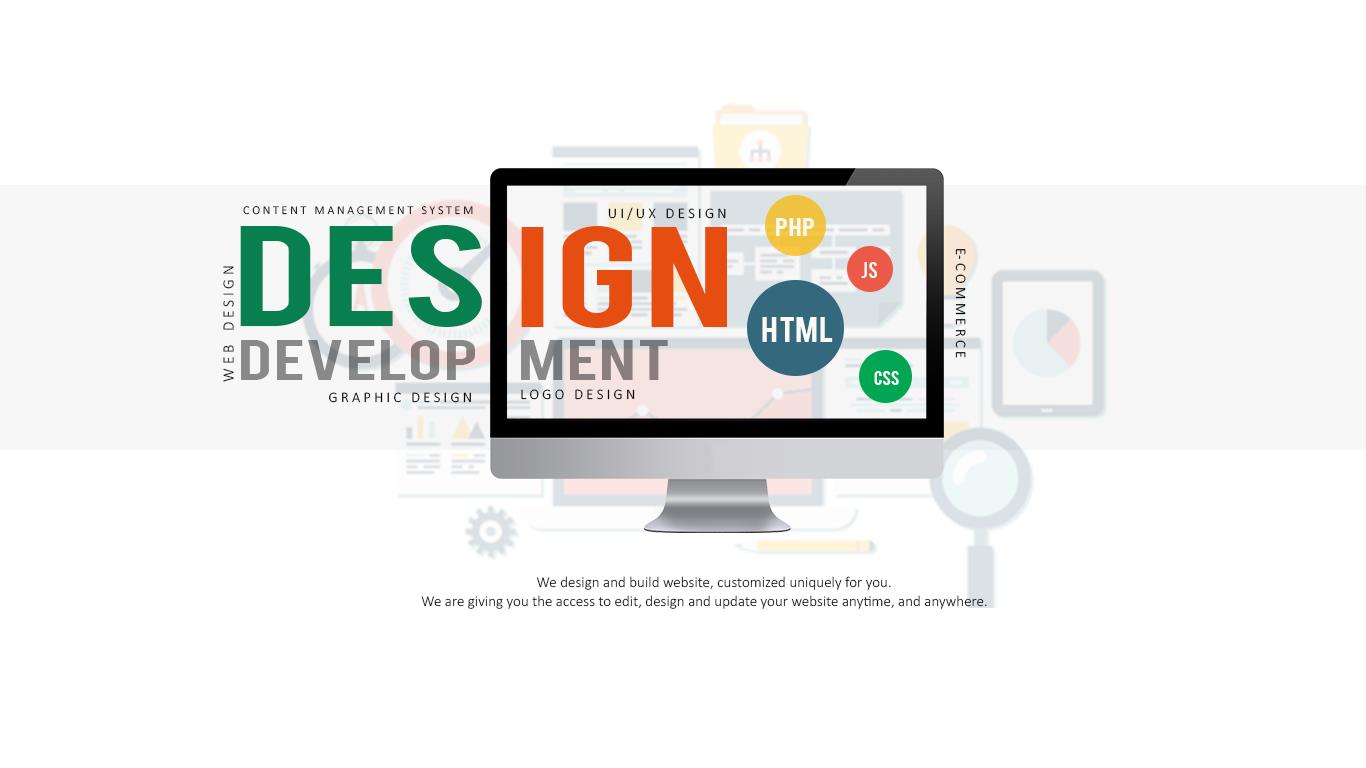 CONTENT MANAGEMENT SYSTEM
UI/UX DESIGN
WEB DESIGN
DESIGN
DEVELOPMENT
GRAPHIC DESIGN
LOGO DESIGN
PHP
JS
HTML
CSS
E-COMMERCE
We design and build website, customized uniquely for you.
We are giving you the access to edit, design and update your website anytime, and anywhere.